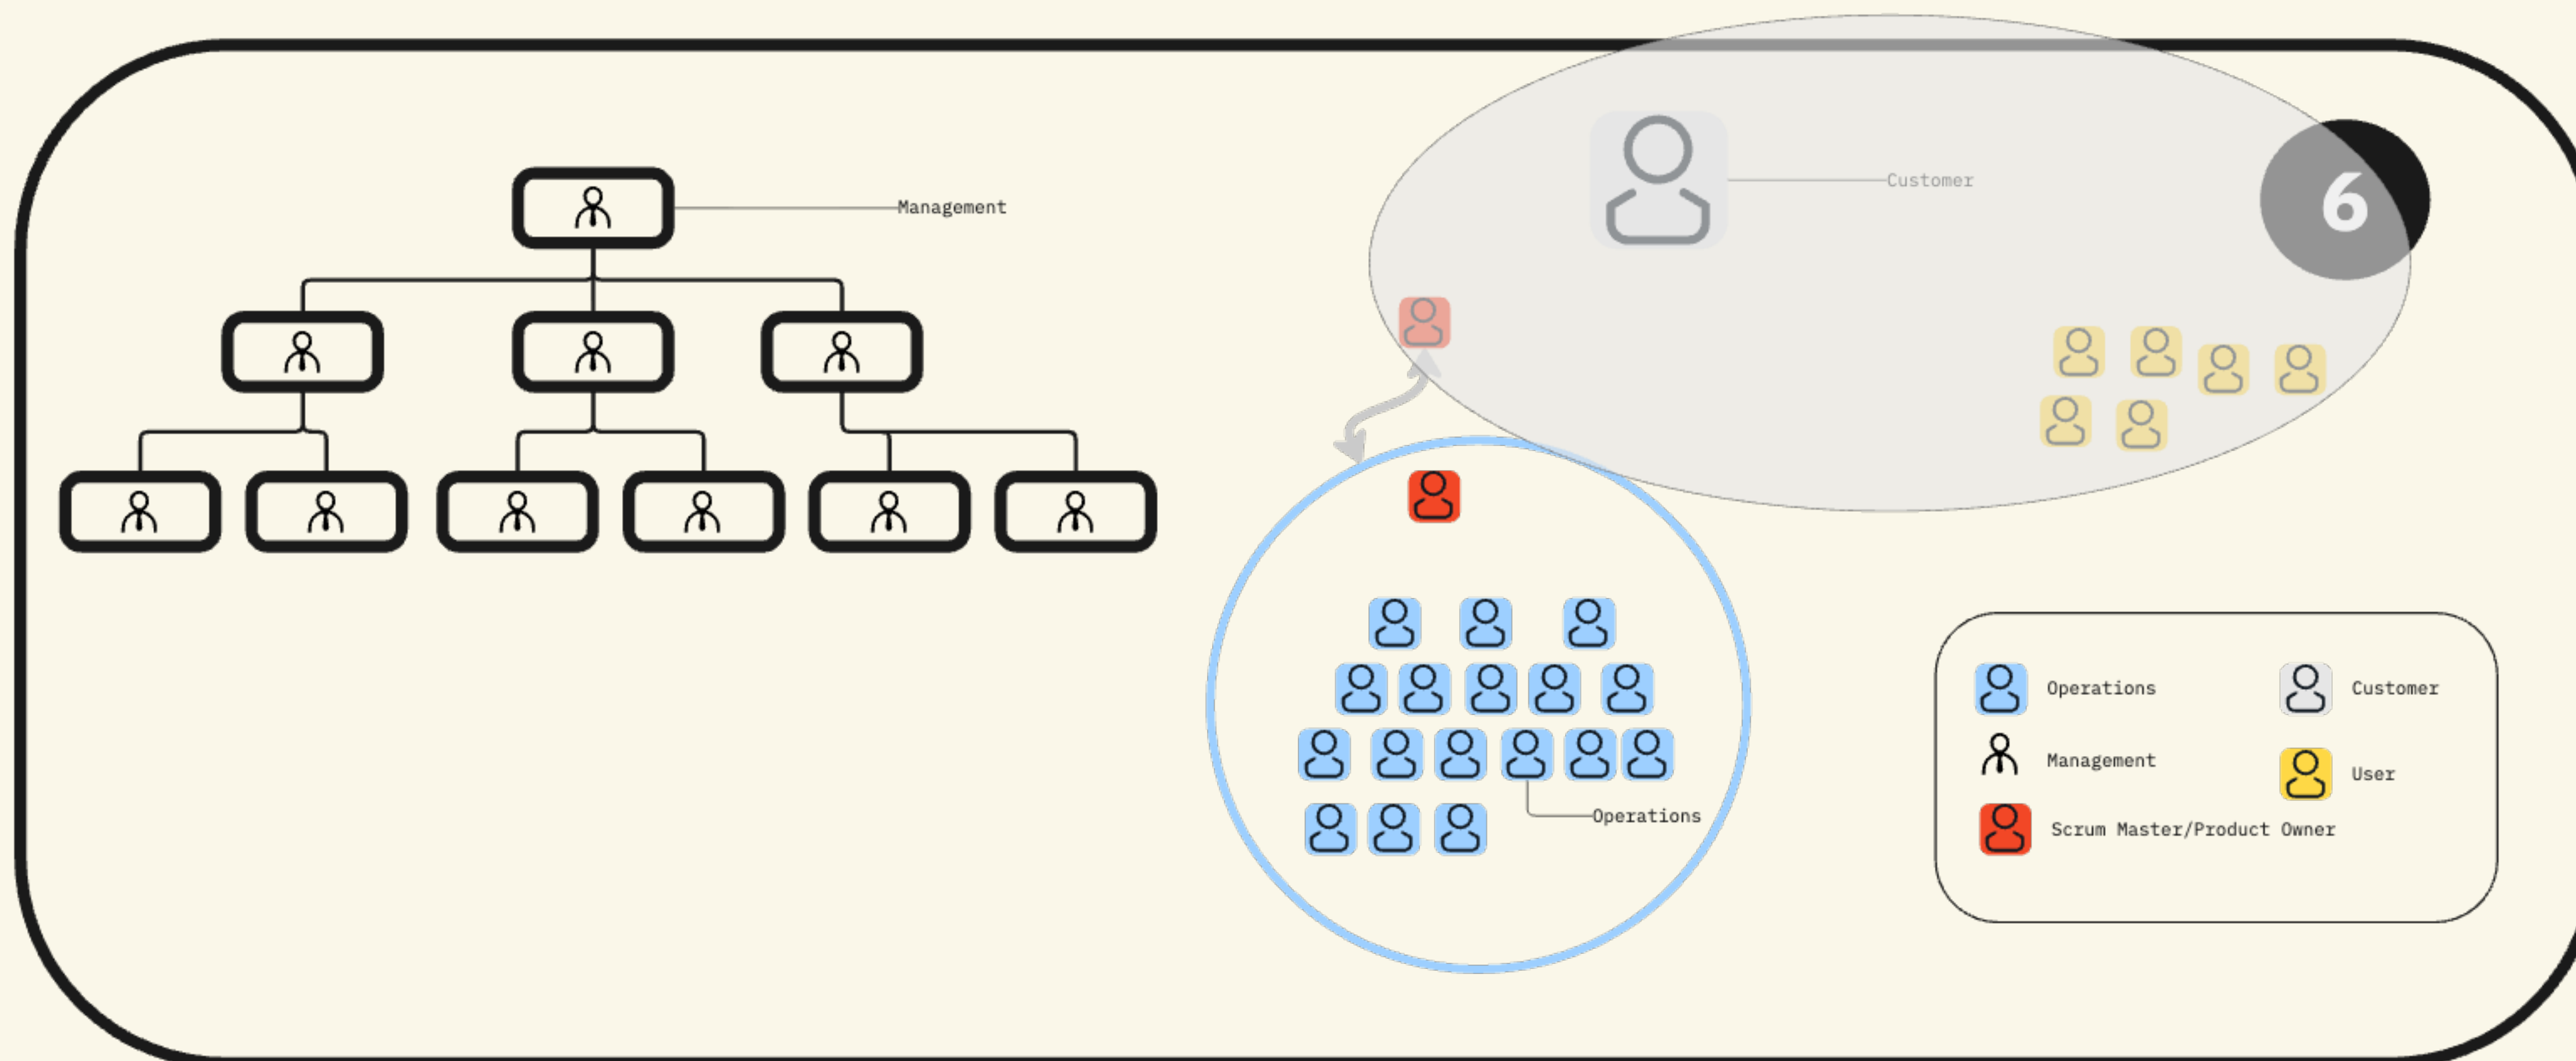 Customer
6
Management
Operations
Operations
Customer
Management
User
Scrum Master/Product Owner